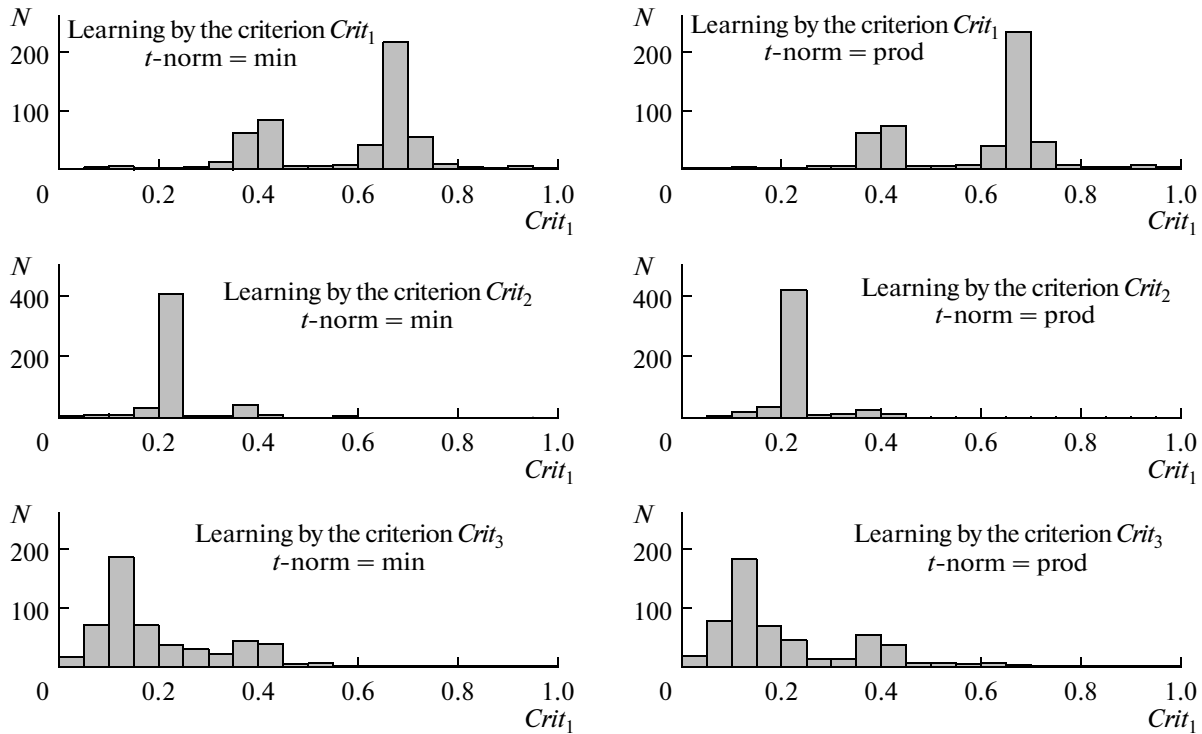 N
Learning by the criterion Crit1
t-norm = min
200
100
0 0.2 0.4 0.6 0.8 1.0
Crit1
N
Learning by the criterion Crit1
t-norm = prod
200
100
0 0.2 0.4 0.6 0.8 1.0
Crit1
N
Learning by the criterion Crit2
t-norm = min
400
200
0 0.2 0.4 0.6 0.8 1.0
Crit1
N
Learning by the criterion Crit2
t-norm = prod
400
200
0 0.2 0.4 0.6 0.8 1.0
Crit1
N
Learning by the criterion Crit3
t-norm = min
200
100
0 0.2 0.4 0.6 0.8 1.0
Crit1
N
Learning by the criterion Crit3
t-norm = prod
200
100
0 0.2 0.4 0.6 0.8 1.0
Crit1